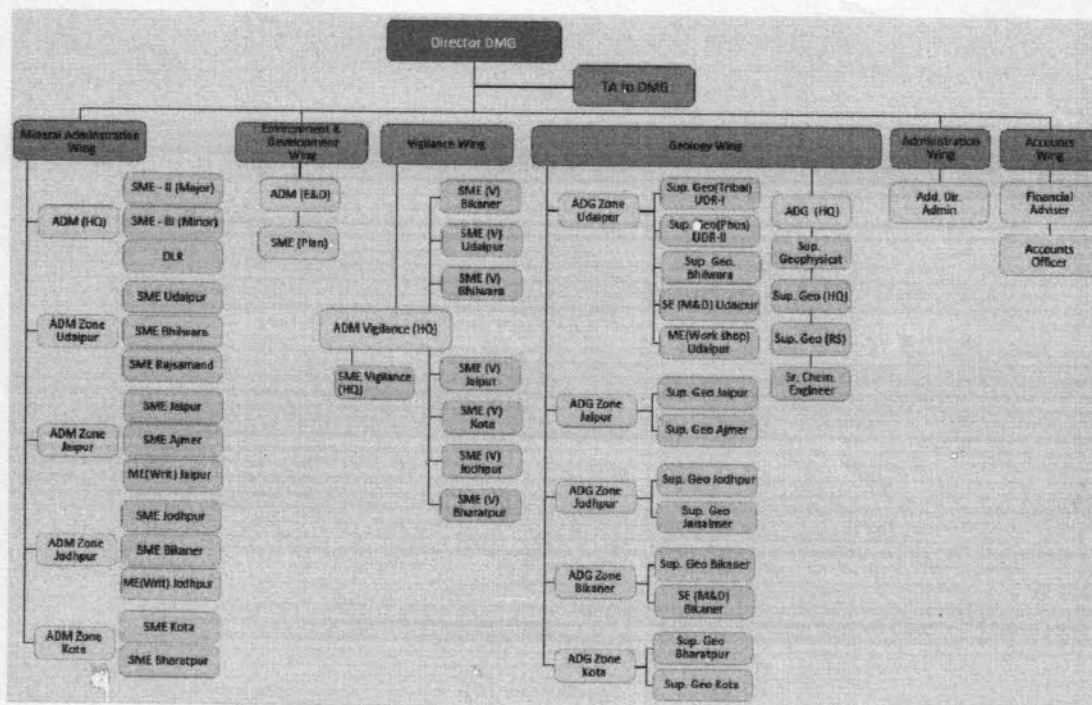 Director DMG
TA to DMG
Mineral Administration
Wing
ADM (HQ)
SME - II (Major)
SME - III (Minor)
DLR
ADM Zone
Udaipur
SME Udaipur
SME Bhilwara
SME Rajsamand
ADM Zone
Jaipur
SME Jaipur
SME Ajmer
ME(Writ) Jaipur
ADM Zone
Jodhpur
SME Jodhpur
SME Bikaner
ME(Writ) Jodhpur
ADM Zone
Kota
SME Kota
SME Bharatpur
Environment &
Development
Wing
ADM (E&D)
SME (Plan)
Vigilance Wing
ADM Vigilance (HQ)
SME Vigilance
(HQ)
SME (V)
Bikaner
SME (V)
Udaipur
SME (V)
Bhilwara
SME (V)
Jaipur
SME (V)
Kota
SME (V)
Jodhpur
SME (V)
Bharatpur
Geology Wing
ADG Zone
Udaipur
Sup. Geo(Tribal)
UDR-I
Sup. Geo(Phos)
UDR-II
Sup. Geo.
Bhilwara
SE (M&D) Udaipur
ME(Work shop)
Udaipur
ADG Zone
Jaipur
Sup. Geo Jaipur
Sup. Geo Ajmer
ADG Zone
Jodhpur
Sup. Geo Jodhpur
Sup. Geo
Jaisalmer
ADG Zone
Bikaner
Sup. Geo Bikaner
SE (M&D)
Bikaner
ADG Zone
Kota
Sup. Geo
Bharatpur
Sup. Geo Kota
ADG (HQ)
Sup.
Geophysicst
Sup. Geo (HQ)
Sup. Geo (RS)
Sr. Chem.
Engineer
Administration
Wing
Add. Dir.
Admin
Accounts
Wing
Financial
Adviser
Accounts
Officer